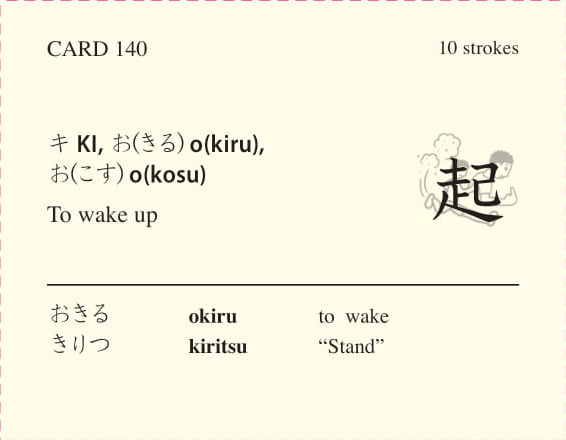 CARD 140 10 strokes
キ KI, お(きる) o(kiru),
お(こす) o(kosu)
To wake up
起
おきる okiru to wake
きりつ kiritsu “Stand”